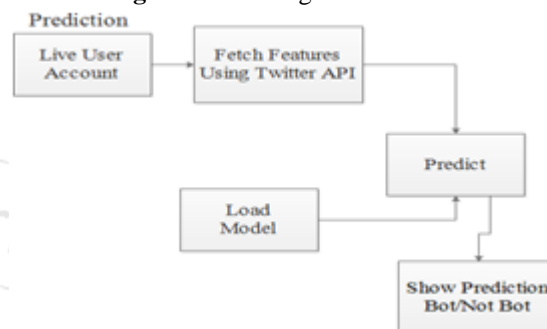 Prediction
Live User
Account
Fetch Features
Using Twitter API
Predict
Load
Model
Show Prediction
Bot/Not Bot